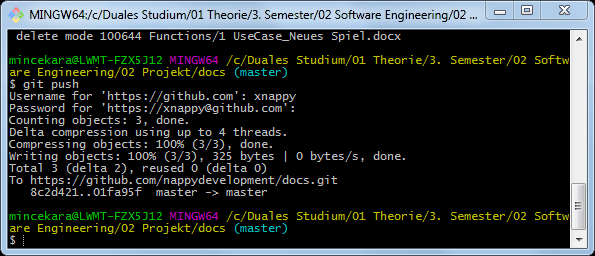 MINGW64:/c/Duales Studium/01 Theorie/3. Semester/02 Software Engineering/02 ...
 delete mode 100644 Functions/1 UseCase_Neues Spiel.docx
mincekara@LWMT-FZX5J12 MINGW64 /c/Duales Studium/01 Theorie/3. Semester/02 Softw
are Engineering/02 Projekt/docs (master)
$ git push
Username for 'https://github.com': xnappy
Password for 'https://xnappy@github.com':
Counting objects: 3, done.
Delta compression using up to 4 threads.
Compressing objects: 100% (3/3), done.
Writing objects: 100% (3/3), 325 bytes | 0 bytes/s, done.
Total 3 (delta 2), reused 0 (delta 0)
To https://github.com/nappydevelopment/docs.git
   8c2d421..01fa95f  master -> master
mincekara@LWMT-FZX5J12 MINGW64 /c/Duales Studium/01 Theorie/3. Semester/02 Softw
are Engineering/02 Projekt/docs (master)
$